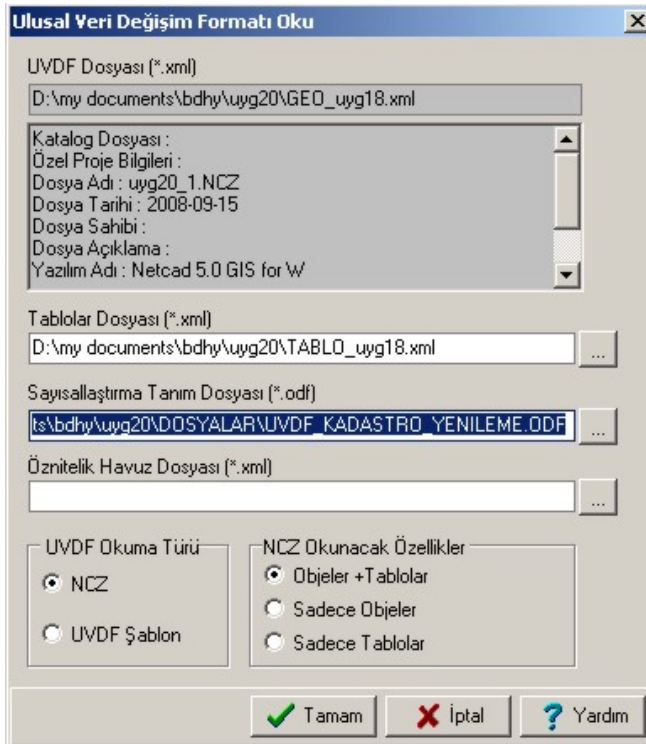 Ulusal Veri Değişim Formatı Oku
UVDF Dosyası (*.xml)
D:\my documents\bdhy\uyg20\GEO_uyg18.xml
Katalog Dosyası :
Özel Proje Bilgileri :
Dosya Adı : uyg20_1.NCZ
Dosya Tarihi : 2008-09-15
Dosya Sahibi :
Dosya Açıklama :
Yazılım Adı : Netcad 5.0 GIS for W
Tablolar Dosyası (*.xml)
D:\my documents\bdhy\uyg20\TABLO_uyg18.xml
...
Sayısallaştırma Tanım Dosyası (*.odf)
ts\bdhy\uyg20\DOSYALAR\UVDF_KADASTRO_YENILEME.ODF
...
Öznitelik Havuz Dosyası (*.xml)
...
UVDF Okuma Türü
NCZ
UVDF Şablon
NCZ Okunacak Özellikler
Objeler +Tablolar
Sadece Objeler
Sadece Tablolar
Tamam
İptal
Yardım